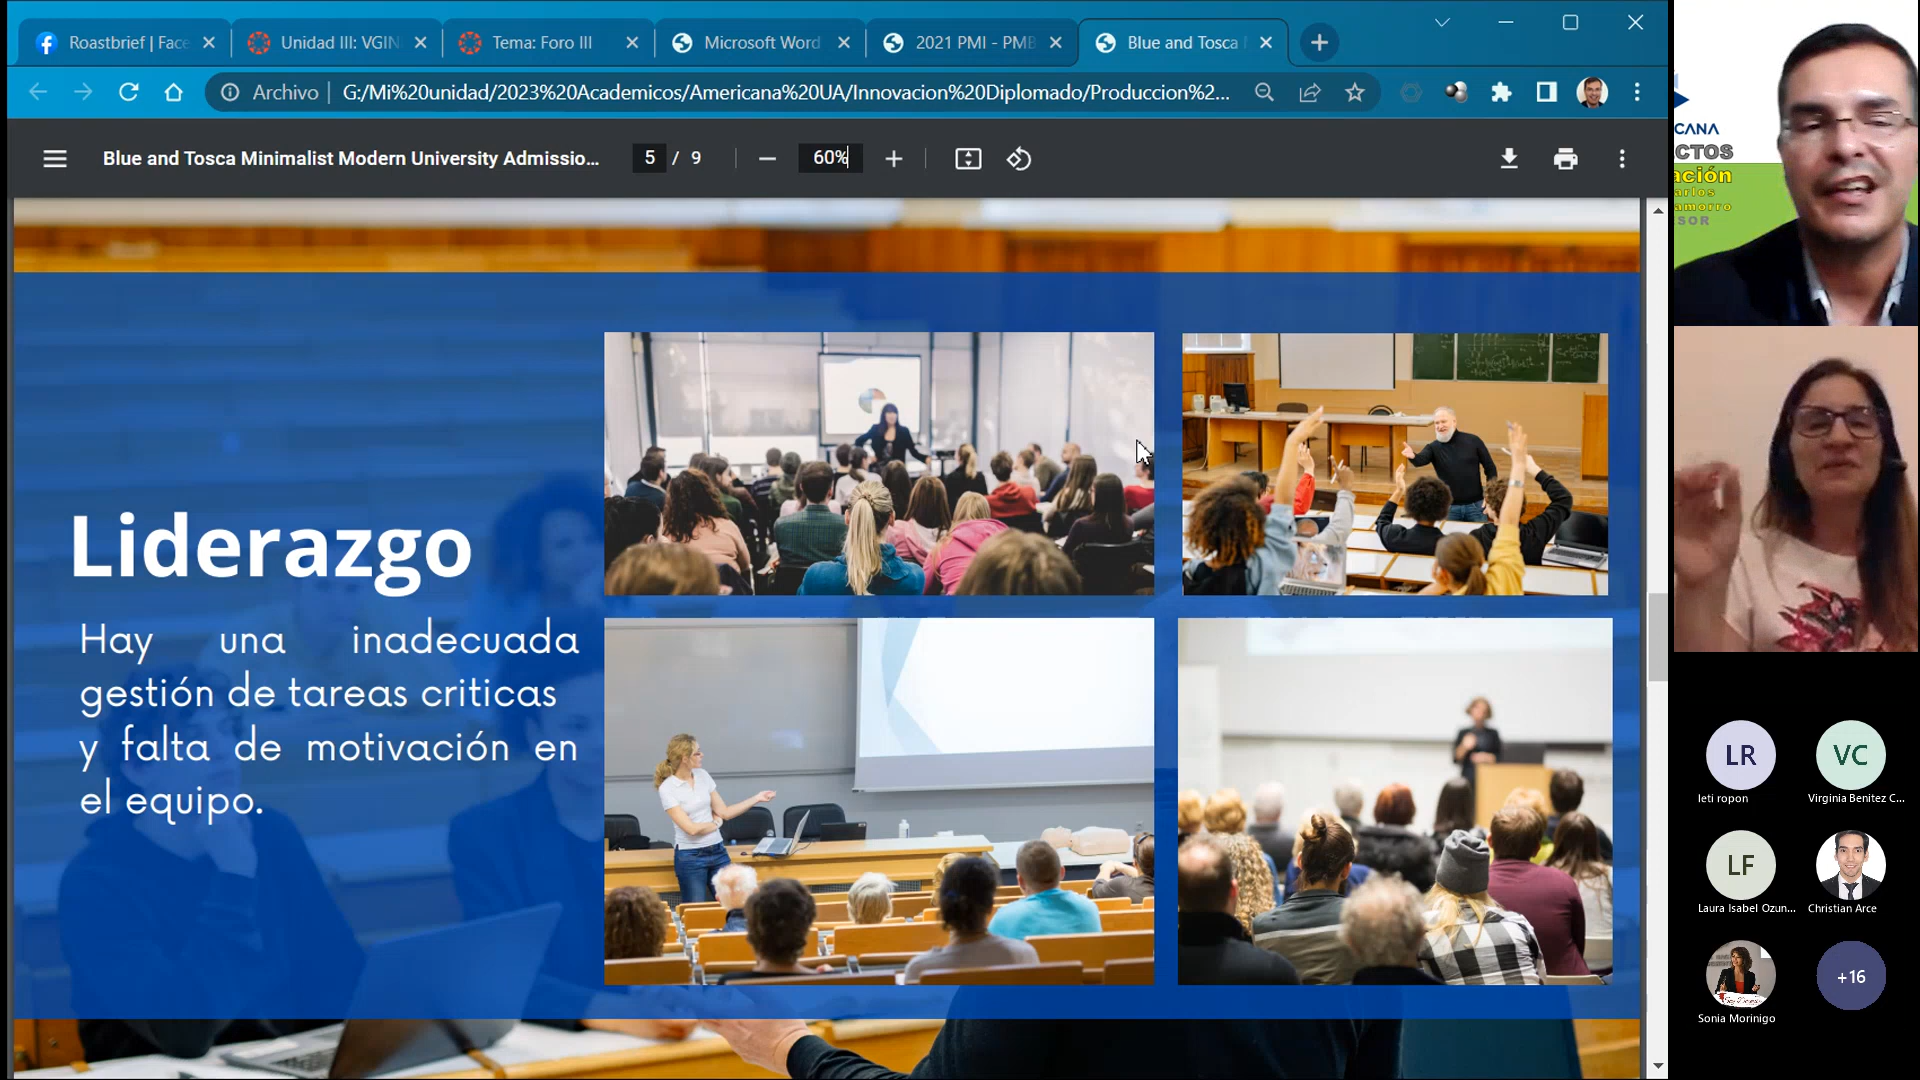 Roastbrief | Face
Unidad III: VGIN
Tema: Foro III
Microsoft Word
2021 PMI - PMB
Blue and Tosca
Archivo
G:/Mi%20unidad/2023%20Academicos/Americana%20UA/Innovacion%20Diplomado/Produccion%2...
Blue and Tosca Minimalist Modern University Admissio...
5 / 9
60%
CANA
CTOS
ación
arlos
amorro
SOR
Liderazgo
Hay una inadecuada
gestión de tareas criticas
y falta de motivación en
el equipo.
LR
leti ropon
VC
Virginia Benitez C...
LF
Laura Isabel Ozun...
Christian Arce
Sonia Morinigo
+16